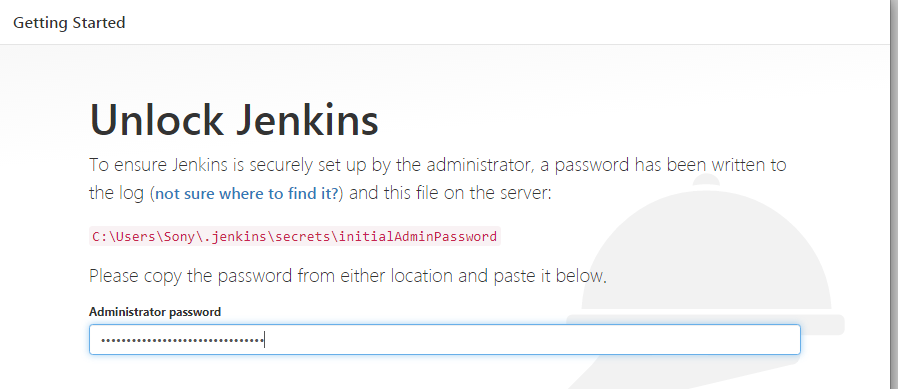 Getting Started
Unlock Jenkins
To ensure Jenkins is securely set up by the administrator, a password has been written to
the log (not sure where to find it?) and this file on the server:
C:\Users\Sony\.jenkins\secrets\initialAdminPassword
Please copy the password from either location and paste it below.
Administrator password
••••••••••••••••••••••••••••••••